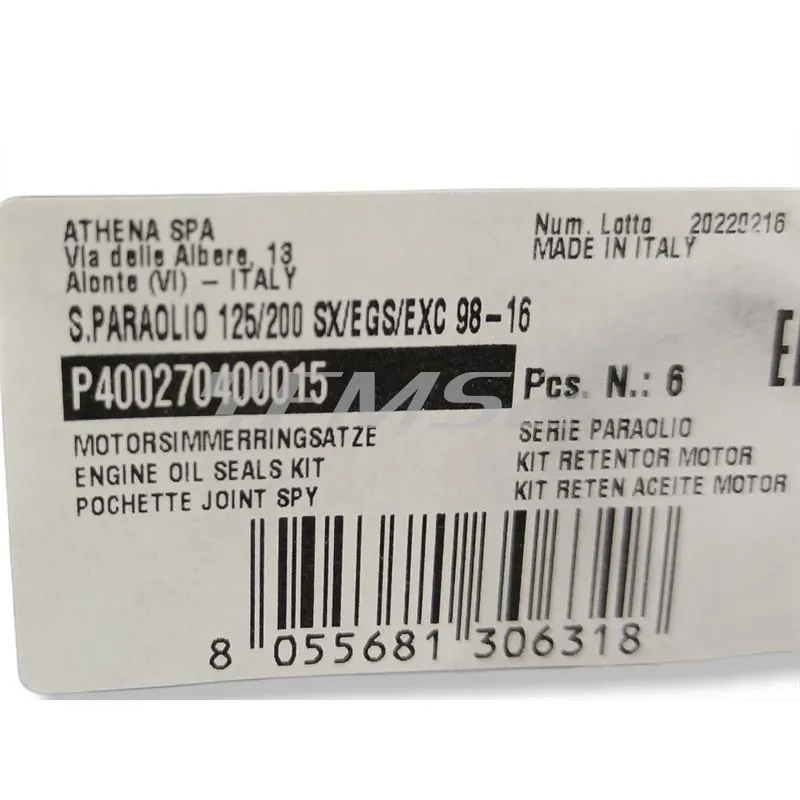 ATHENA SPA
Via delle Albere, 13
Alonte (VI) – ITALY
Num. Lotto 20220216
MADE IN ITALY
S.PARAOLIO 125/200 SX/EGS/EXC 98–16
P400270400015
Pcs. N.: 6
MOTORSIMMERRINGSATZE
ENGINE OIL SEALS KIT
POCHETTE JOINT SPY
SERIE PARAOLIO
KIT RETENTOR MOTOR
KIT RETEN ACEITE MOTOR
8 055681 306318